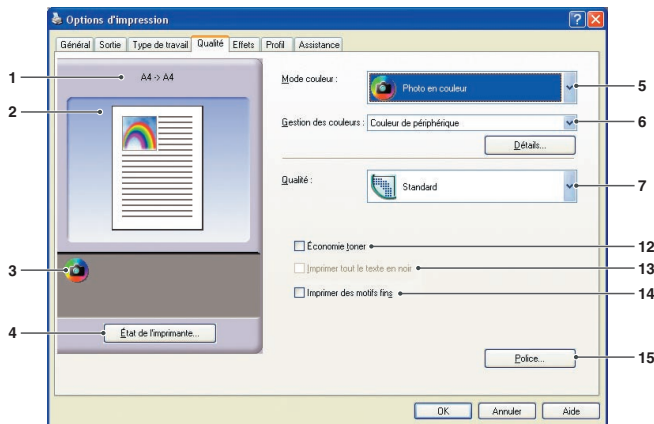 Options d'impression
Général Sortie Type de travail Qualité Effets Profil Assistance
1 A4 -> A4
2
3
4 État de l'imprimante...
Mode couleur : Photo en couleur 5
Gestion des couleurs : Couleur de périphérique 6
Détails...
Qualité : Standard 7
Économie toner 12
Imprimer tout le texte en noir 13
Imprimer des motifs fins 14
Police... 15
OK Annuler Aide